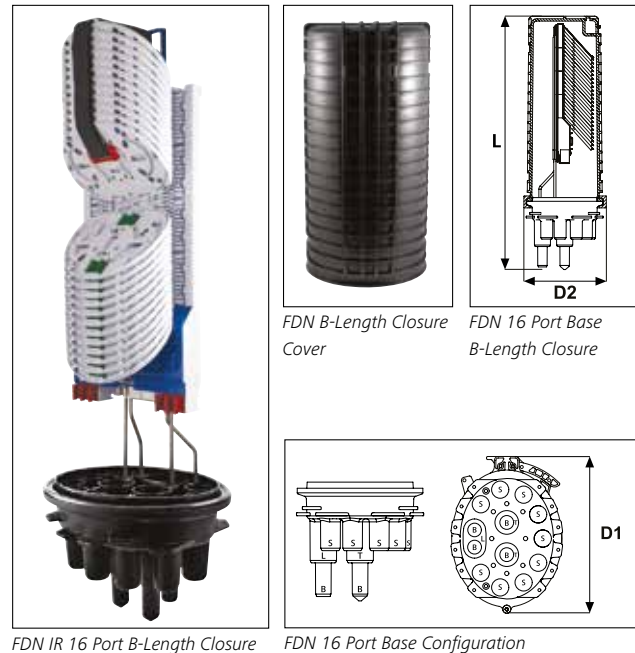 L
D2
FDN B-Length Closure
Cover
FDN 16 Port Base
B-Length Closure
S S S S S
L T
B B
B
S S S
S S
B T
B
L
B
S
B T
S S
S S
D1
FDN IR 16 Port B-Length Closure
FDN 16 Port Base Configuration